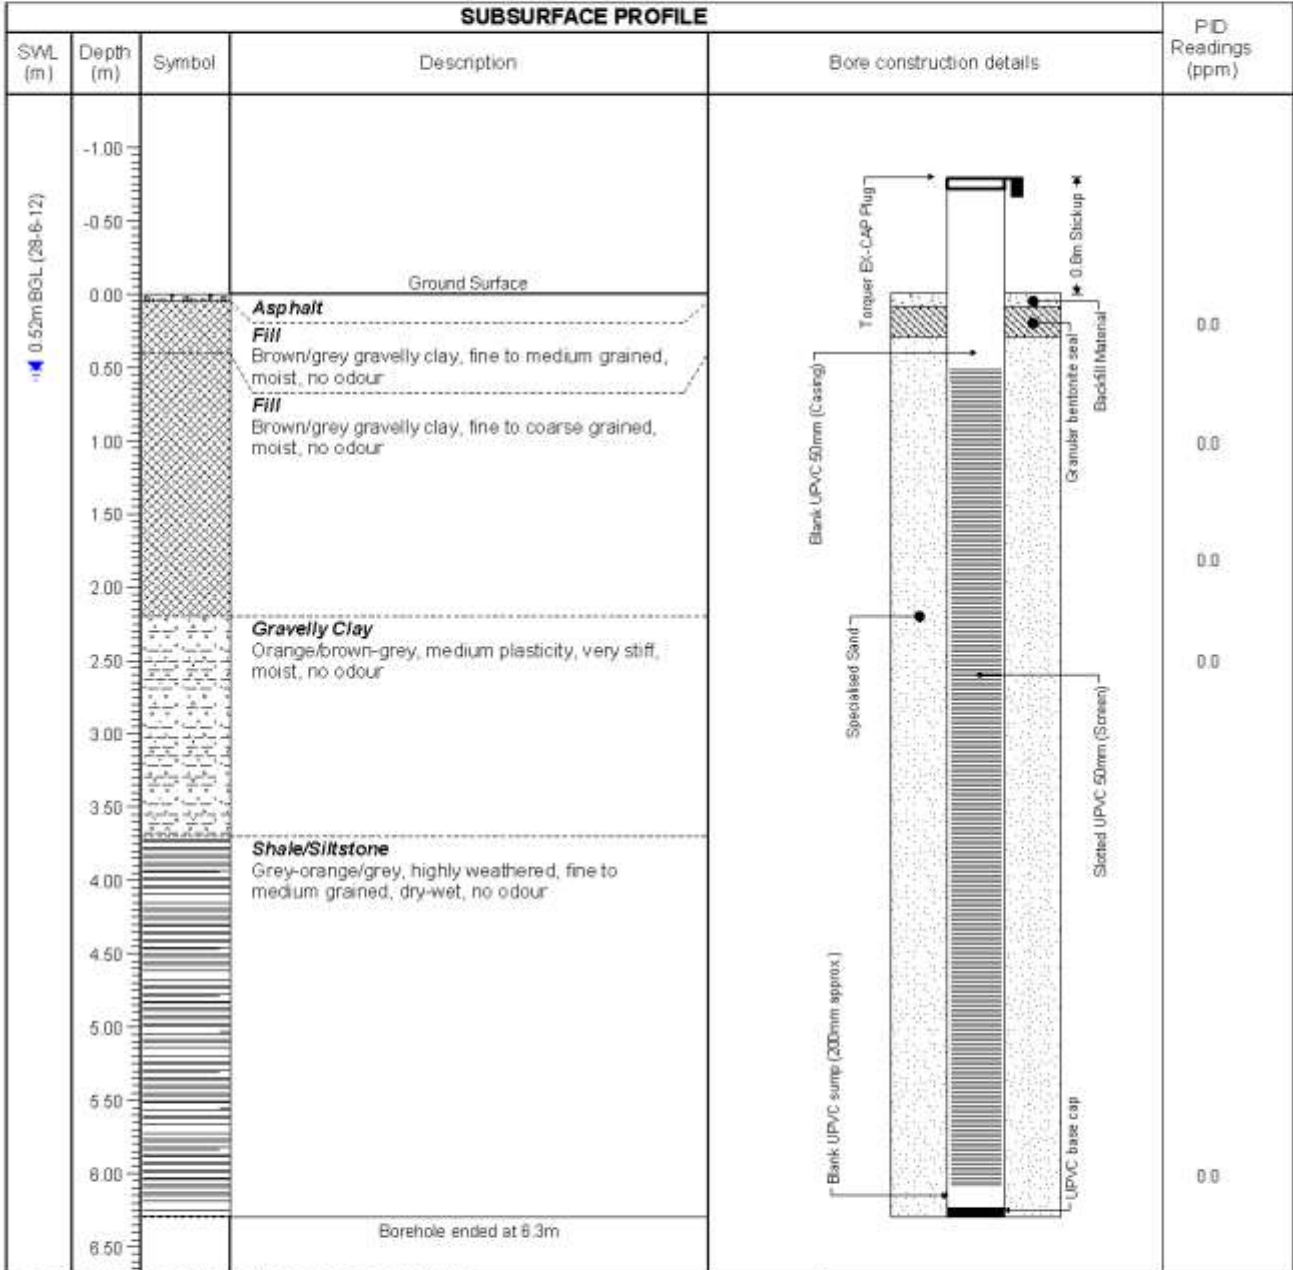 SUBSURFACE PROFILE
SWL
(m)
Depth
(m)
Symbol
Description
Bore construction details
PID
Readings
(ppm)
0.52m BGL (28-6-12)
-1.00
-0.50
0.00
0.50
1.00
1.50
2.00
2.50
3.00
3.50
4.00
4.50
5.00
5.50
6.00
6.50
Ground Surface
Asphalt
Fill
Brown/grey gravelly clay, fine to medium grained,
moist, no odour
Fill
Brown/grey gravelly clay, fine to coarse grained,
moist, no odour
Gravelly Clay
Orange/brown-grey, medium plasticity, very stiff,
moist, no odour
Shale/Siltstone
Grey-orange/grey, highly weathered, fine to
medium grained, dry-wet, no odour
Borehole ended at 6.3m
Torquer EX-CAP Plug
0.8m Stickup
Backfill Material
Granular bentonite seal
Blank UPVC 50mm (Casing)
Specialised Sand
Slotted UPVC 50mm (Screen)
Blank UPVC sump (200mm approx.)
UPVC base cap
0.0
0.0
0.0
0.0
0.0